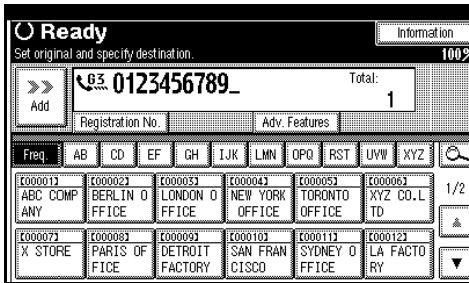 Ready
Information
Set original and specify destination.
100%
Add
G3 0123456789_
Total:
1
Registration No.
Adv. Features
Freq. AB CD EF GH IJK LMN OPQ RST UVW XYZ
[00001] [00002] [00003] [00004] [00005] [00006]
ABC COMP BERLIN O LONDON O NEW YORK TORONTO XYZ CO.L
ANY FFICE FFICE OFFICE OFFICE TD
1/2
[00007] [00008] [00009] [00010] [00011] [00012]
X STORE PARIS OF DETROIT SAN FRAN SYDNEY O LA FACTO
FICE FACTORY CISCO FFICE RY